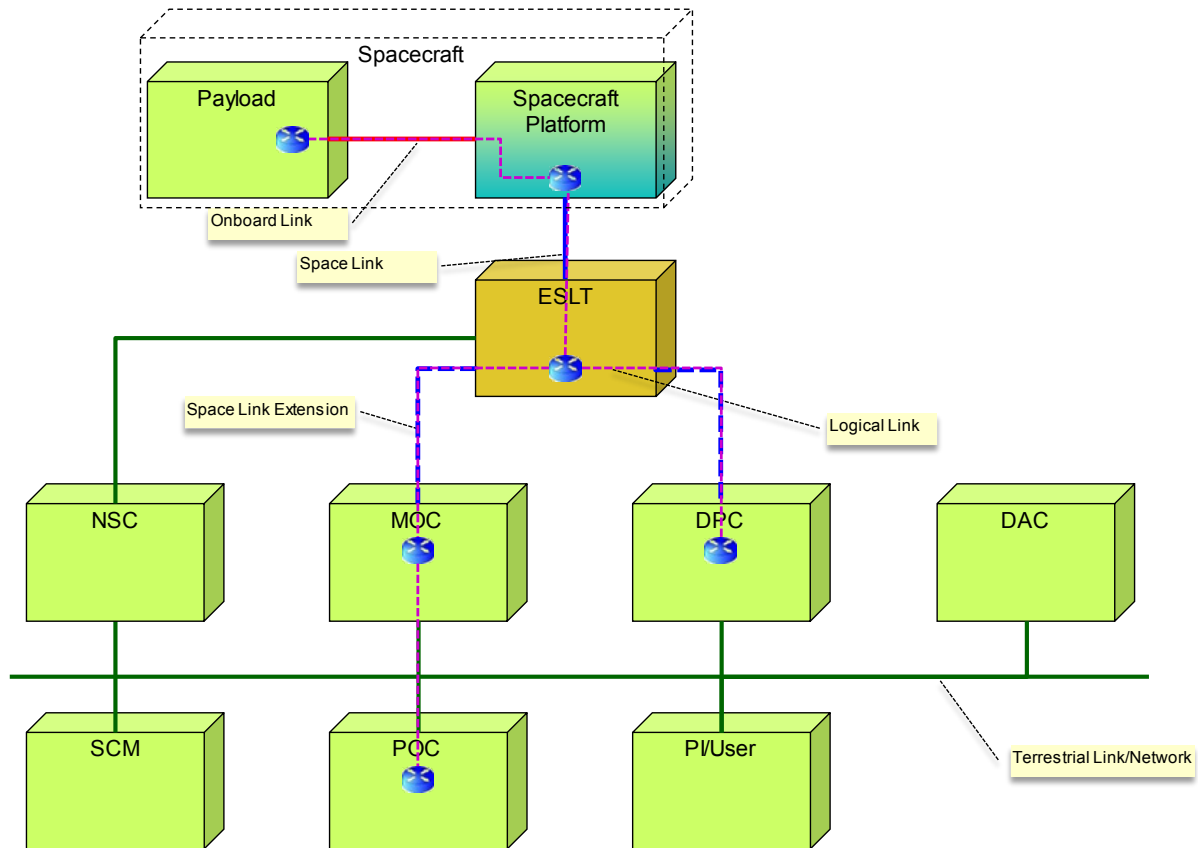 Spacecraft
Payload
Spacecraft
Platform
Onboard Link
Space Link
ESLT
Space Link Extension
Logical Link
NSC
MOC
DPC
DAC
SCM
POC
PI/User
Terrestrial Link/Network